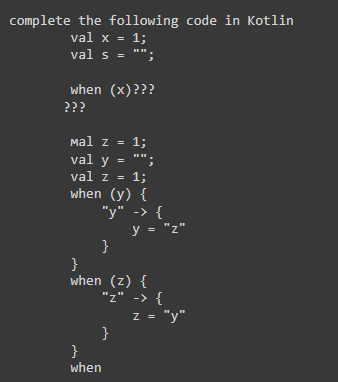 complete the following code in Kotlin
val x = 1;
val s = "";
when (x)???
???
мal z = 1;
val y = "";
val z = 1;
when (y) {
"y" -> {
y = "z"
}
}
when (z) {
"z" -> {
z = "y"
}
}
when